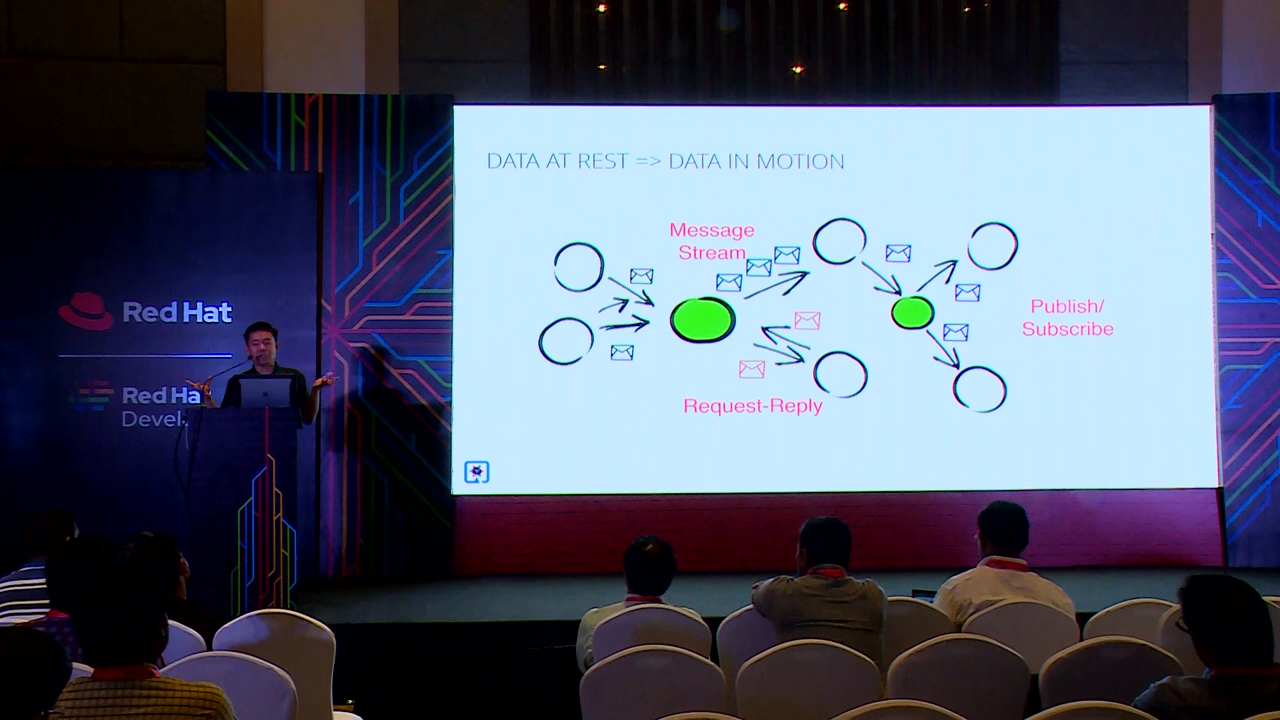 DATA AT REST => DATA IN MOTION
Message
Stream
Publish/
Subscribe
Request-Reply
Red Hat
Red Ha
Devel